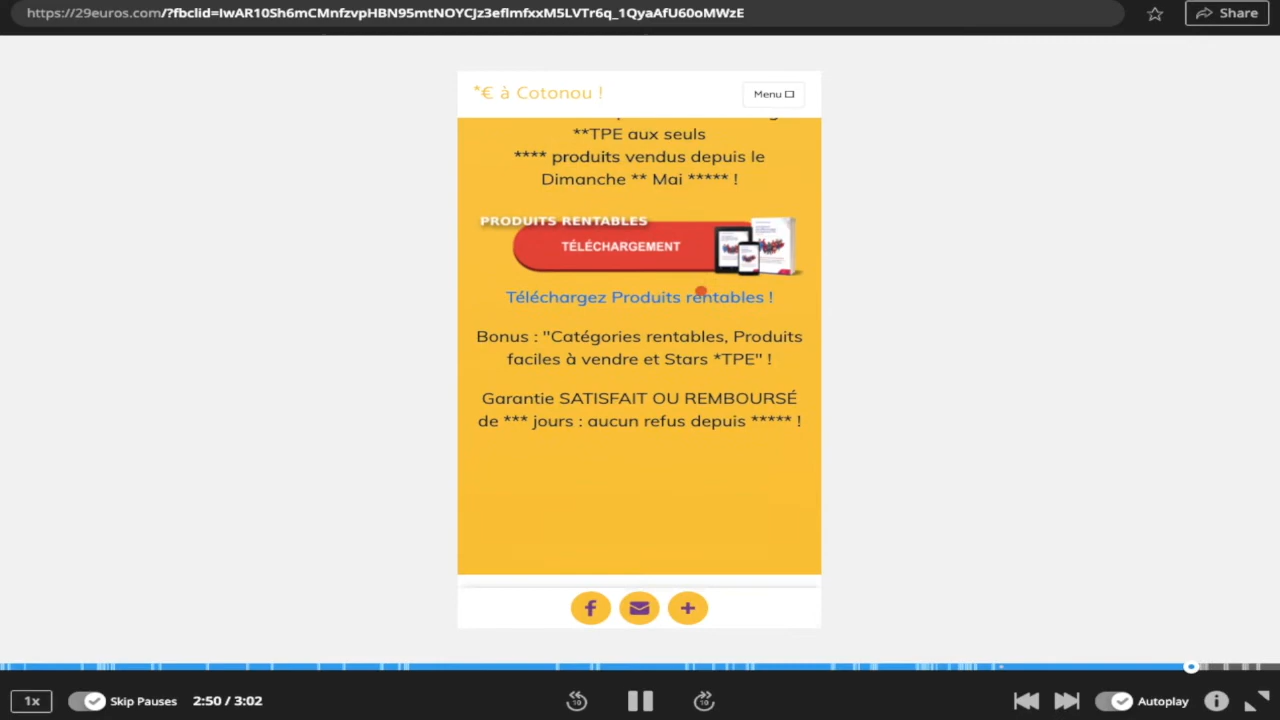 https://29euros.com/?fbclid=IwAR10Sh6mCMnfzvpHBN95mtNOYCJz3efImfxxM5LVTr6q_1QyaAfU60oMWzE
Share
*€ à Cotonou !
Menu
**TPE aux seuls
**** produits vendus depuis le
Dimanche ** Mai ***** !
PRODUITS RENTABLES
TÉLÉCHARGEMENT
Téléchargez Produits rentables !
Bonus : "Catégories rentables, Produits
faciles à vendre et Stars *TPE" !
Garantie SATISFAIT OU REMBOURSÉ
de *** jours : aucun refus depuis ***** !
1x
Skip Pauses
2:50 / 3:02
10
10
Autoplay